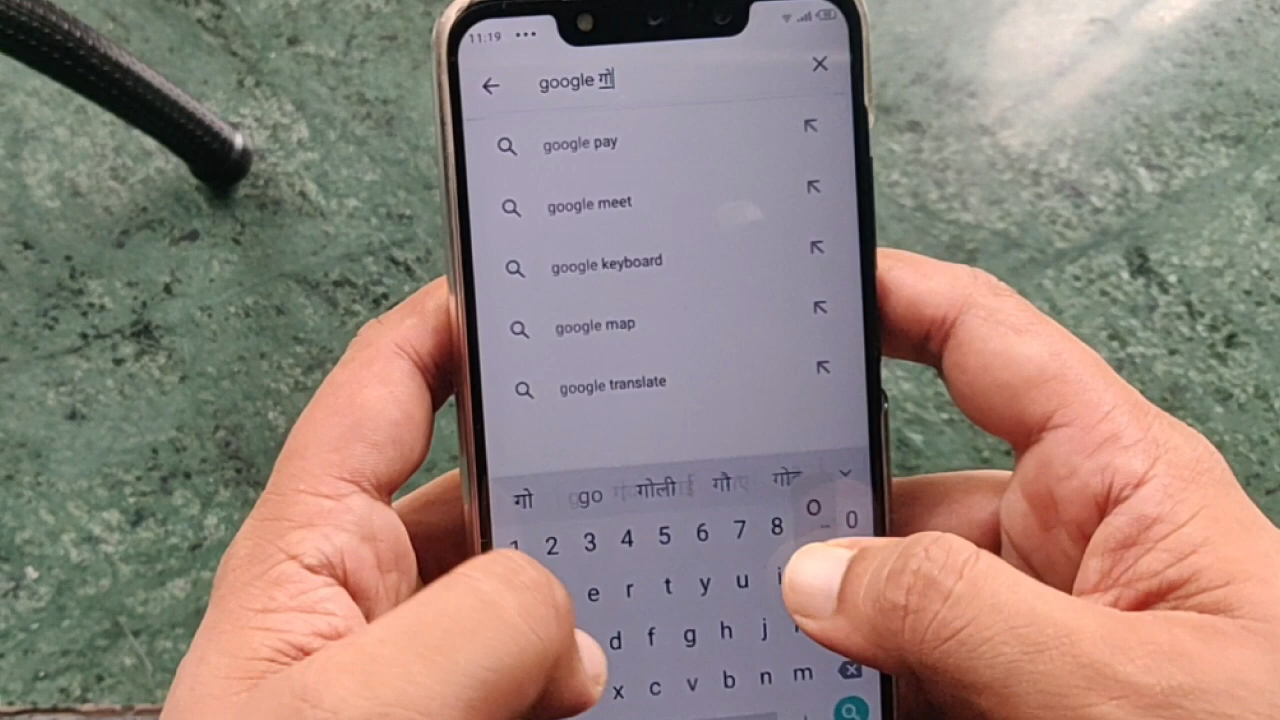 11:19
google गो
google pay
google meet
google keyboard
google map
google translate
गो go गोली गौ
2 3 4 5 6 7 8 o 0
e r t y u i
d f g h j
x c v b n m